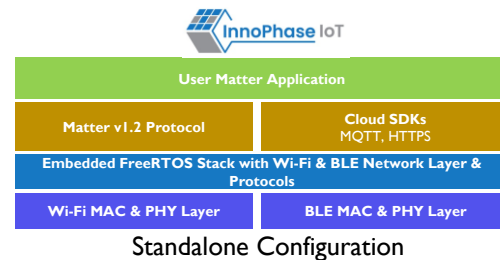 InnoPhase IoT
User Matter Application
Matter v1.2 Protocol
Cloud SDKs
MQTT, HTTPS
Embedded FreeRTOS Stack with Wi-Fi & BLE Network Layer &
Protocols
Wi-Fi MAC & PHY Layer
BLE MAC & PHY Layer
Standalone Configuration